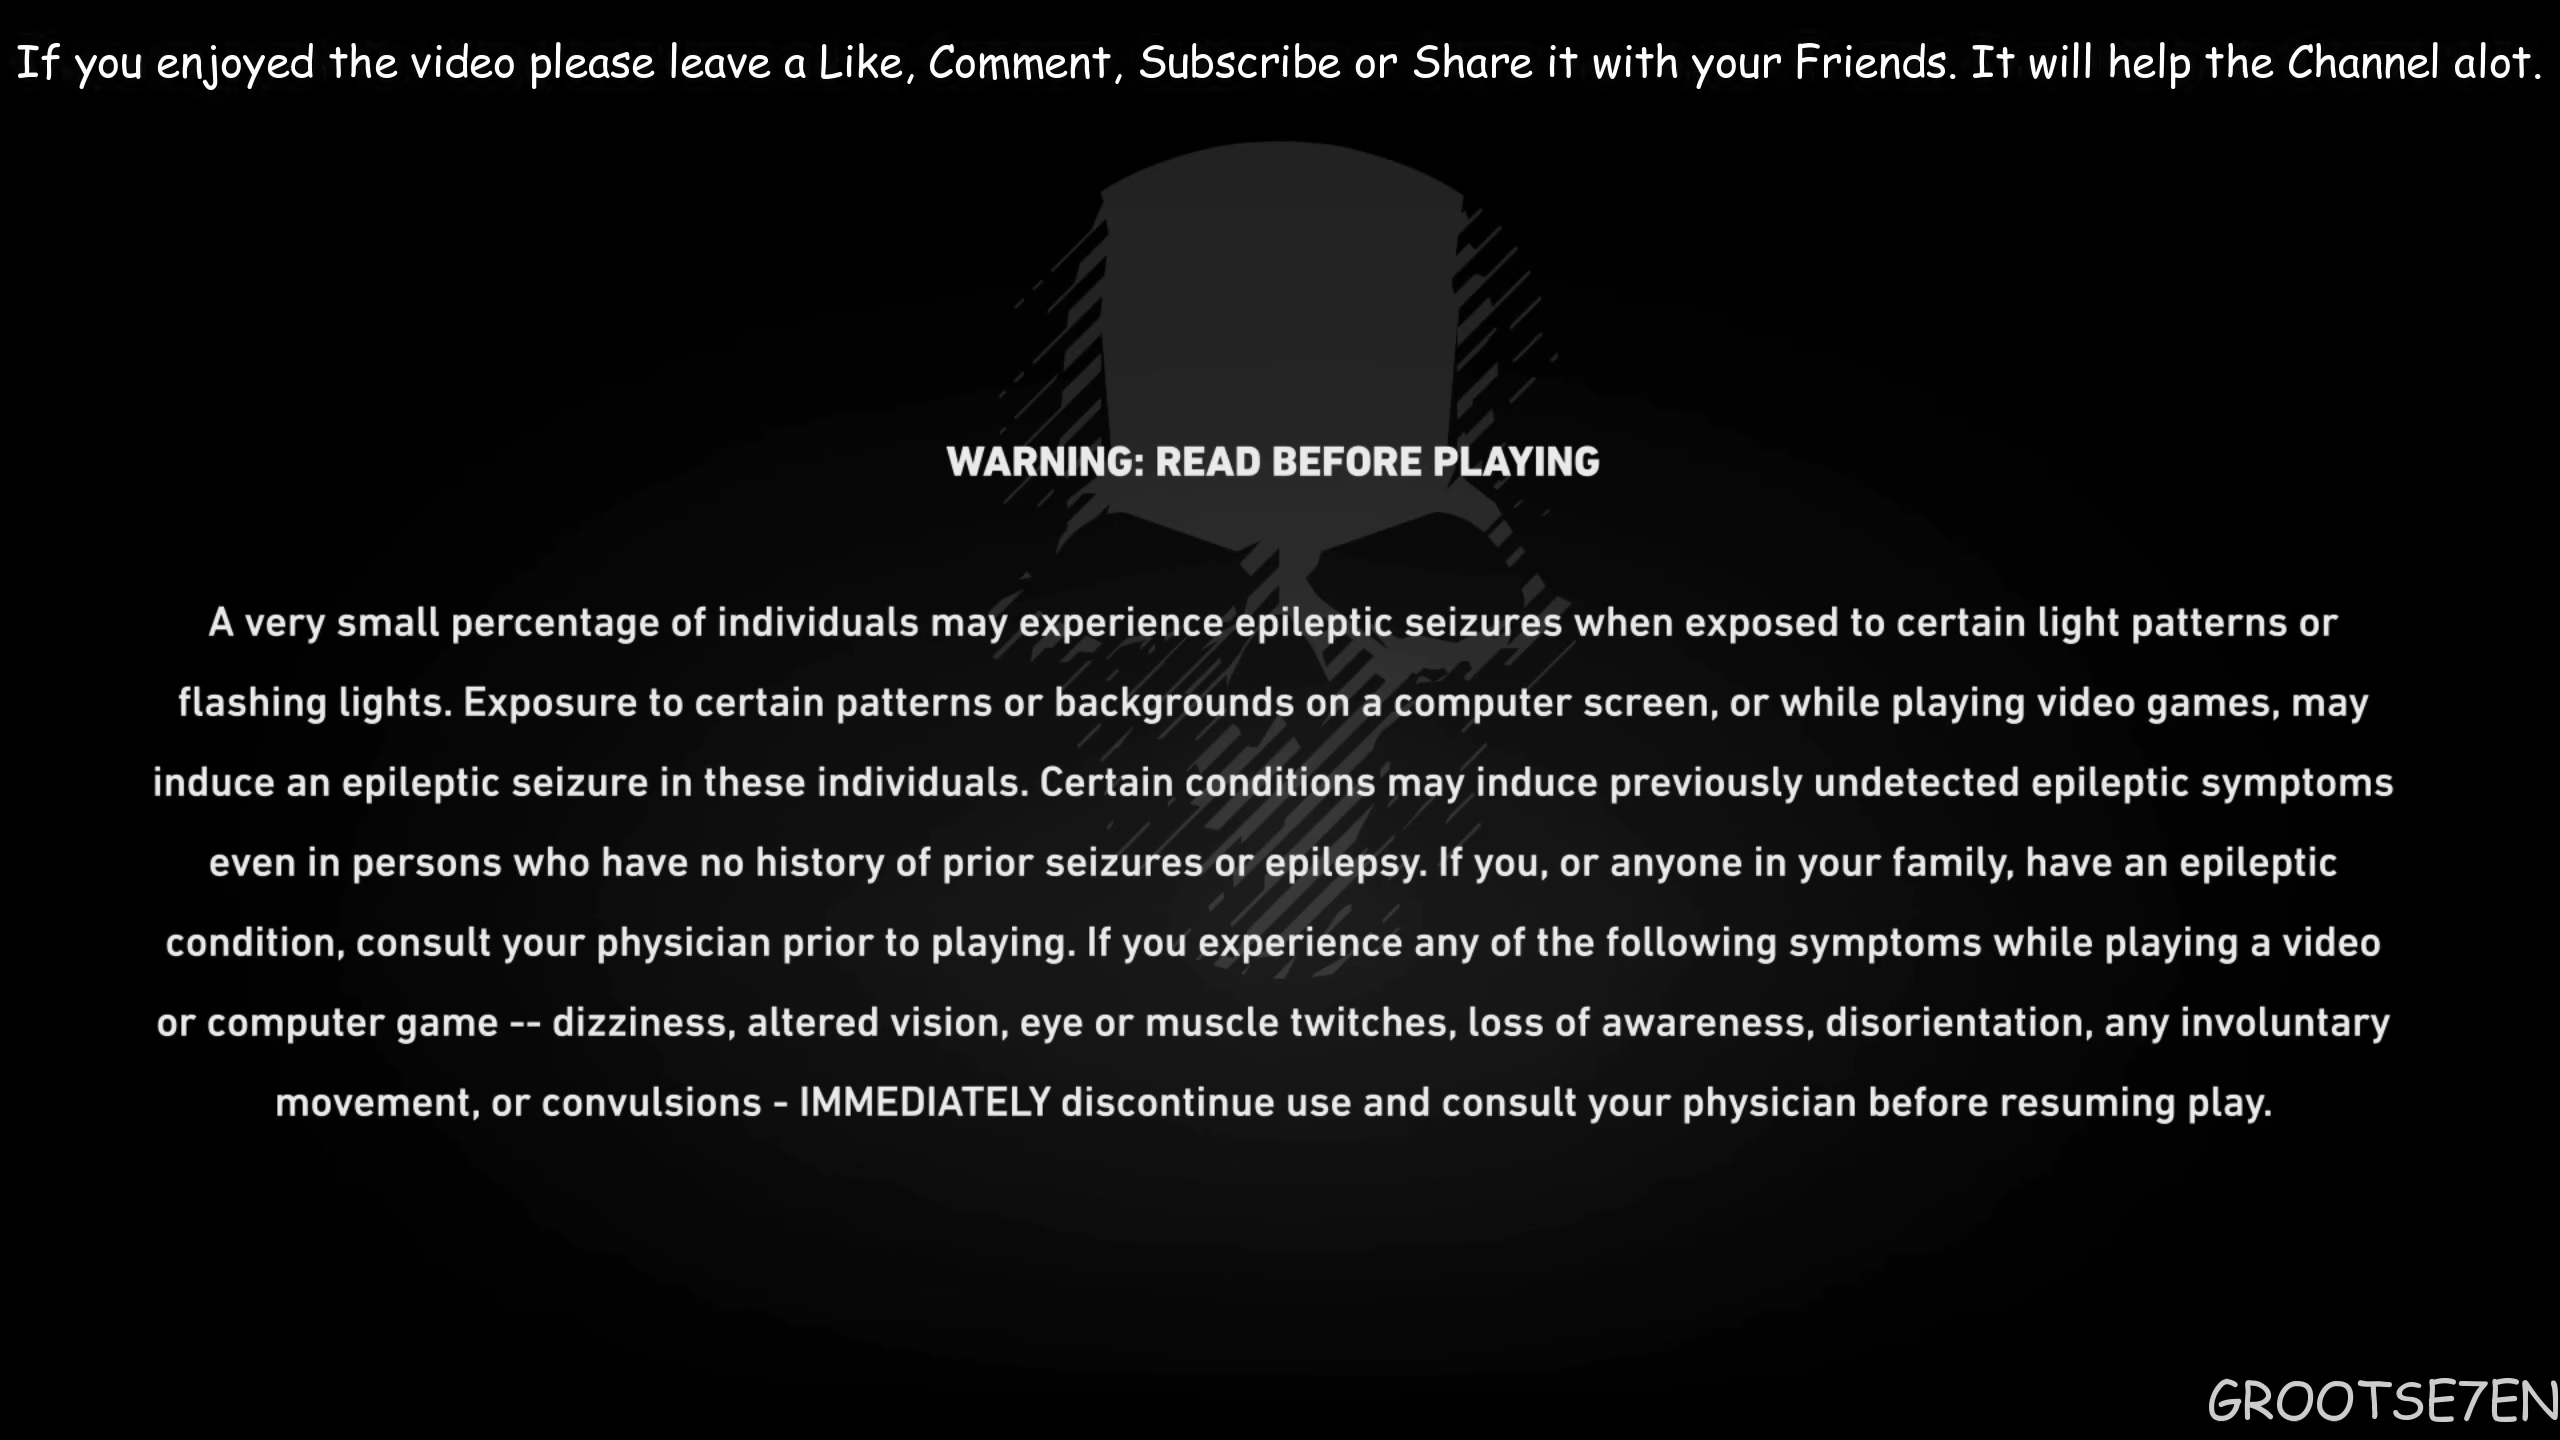 If you enjoyed the video please leave a Like, Comment, Subscribe or Share it with your Friends. It will help the Channel alot.
WARNING: READ BEFORE PLAYING
A very small percentage of individuals may experience epileptic seizures when exposed to certain light patterns or
flashing lights. Exposure to certain patterns or backgrounds on a computer screen, or while playing video games, may
induce an epileptic seizure in these individuals. Certain conditions may induce previously undetected epileptic symptoms
even in persons who have no history of prior seizures or epilepsy. If you, or anyone in your family, have an epileptic
condition, consult your physician prior to playing. If you experience any of the following symptoms while playing a video
or computer game -- dizziness, altered vision, eye or muscle twitches, loss of awareness, disorientation, any involuntary
movement, or convulsions - IMMEDIATELY discontinue use and consult your physician before resuming play.
GROOTSE7EN